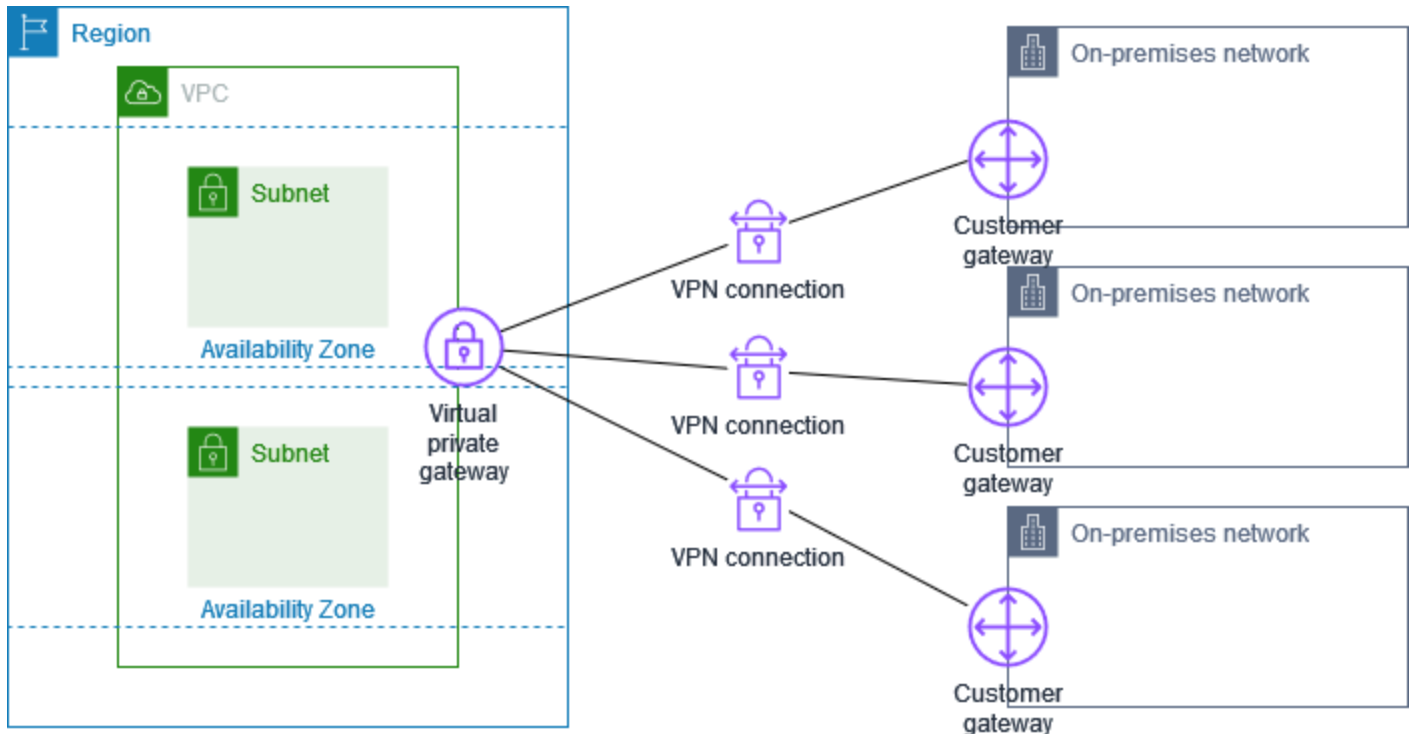 Region
VPC
Subnet
Availability Zone
Subnet
Availability Zone
Virtual
private
gateway
VPN connection
VPN connection
VPN connection
On-premises network
Customer
gateway
On-premises network
Customer
gateway
On-premises network
Customer
gateway